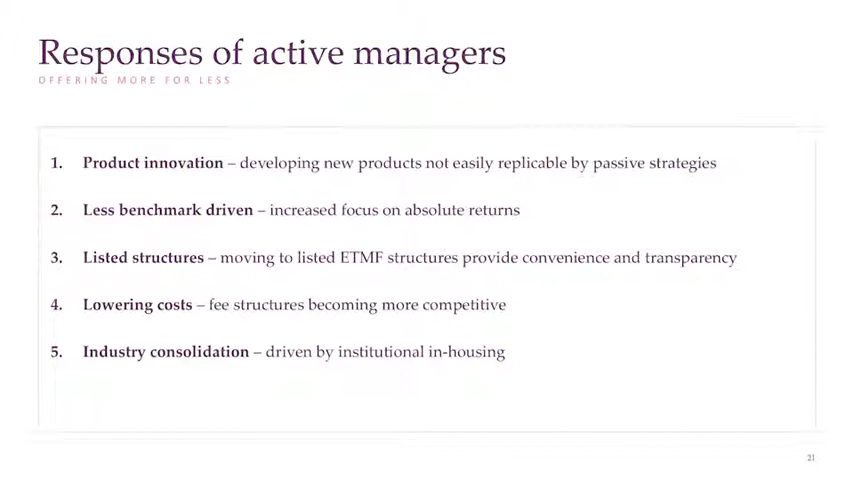 Responses of active managers
OFFERING MORE FOR LESS
1. Product innovation – developing new products not easily replicable by passive strategies
2. Less benchmark driven – increased focus on absolute returns
3. Listed structures – moving to listed ETMF structures provide convenience and transparency
4. Lowering costs – fee structures becoming more competitive
5. Industry consolidation – driven by institutional in-housing
21